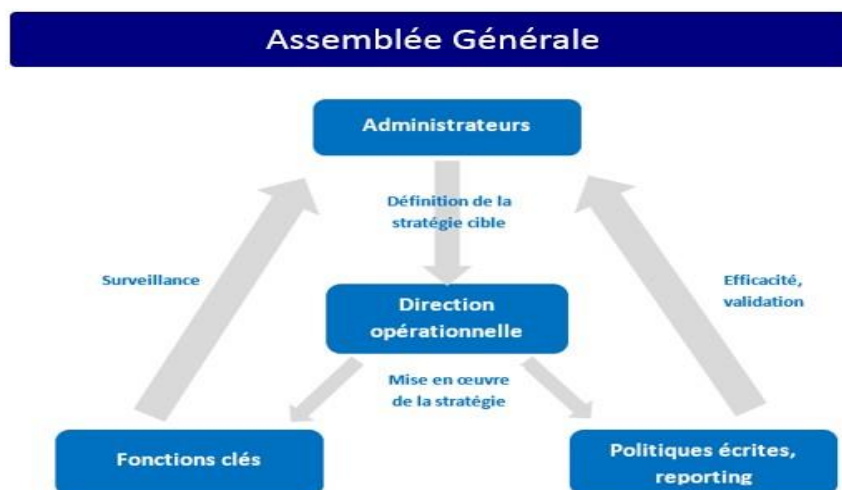 Assemblée Générale
Administrateurs
Définition de la
stratégie cible
Surveillance
Efficacité,
validation
Direction
opérationnelle
Mise en œuvre
de la stratégie
Fonctions clés
Politiques écrites,
reporting